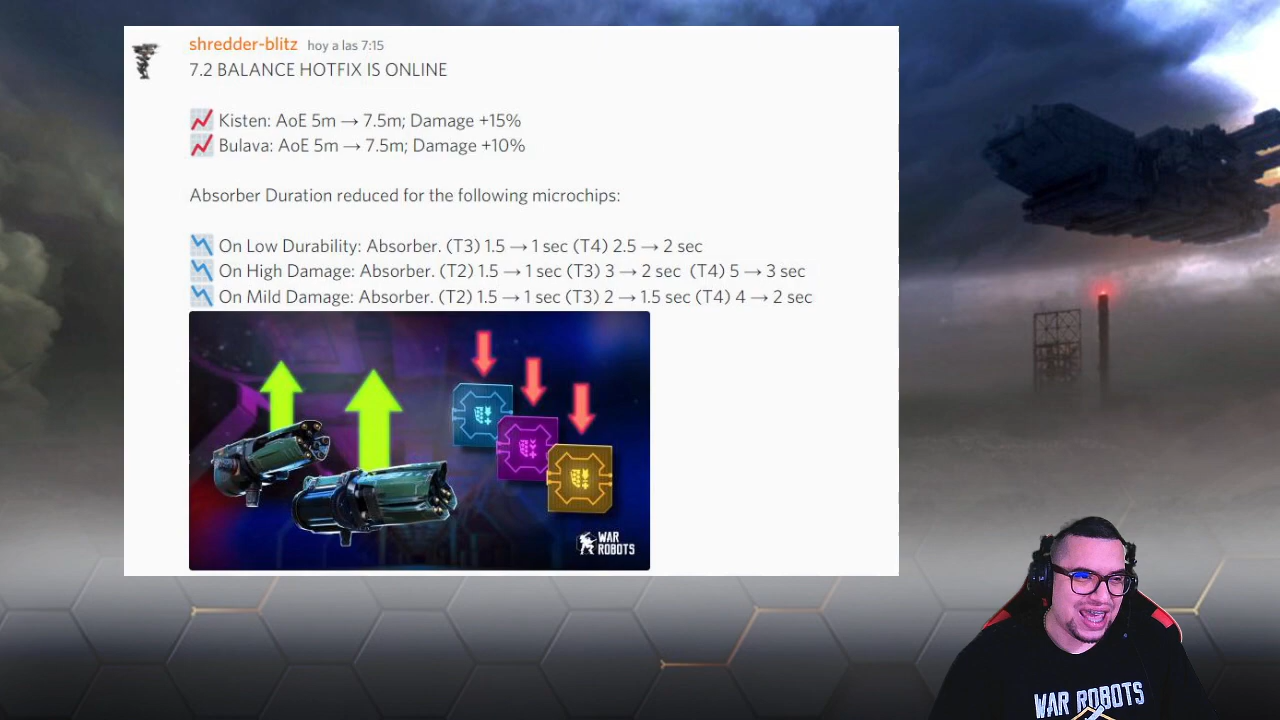 shredder-blitz hoy a las 7:15
7.2 BALANCE HOTFIX IS ONLINE
Kisten: AoE 5m → 7.5m; Damage +15%
Bulava: AoE 5m → 7.5m; Damage +10%
Absorber Duration reduced for the following microchips:
On Low Durability: Absorber. (T3) 1.5 → 1 sec (T4) 2.5 → 2 sec
On High Damage: Absorber. (T2) 1.5 → 1 sec (T3) 3 → 2 sec (T4) 5 → 3 sec
On Mild Damage: Absorber. (T2) 1.5 → 1 sec (T3) 2 → 1.5 sec (T4) 4 → 2 sec
WAR
ROBOTS
WAR ROBOTS